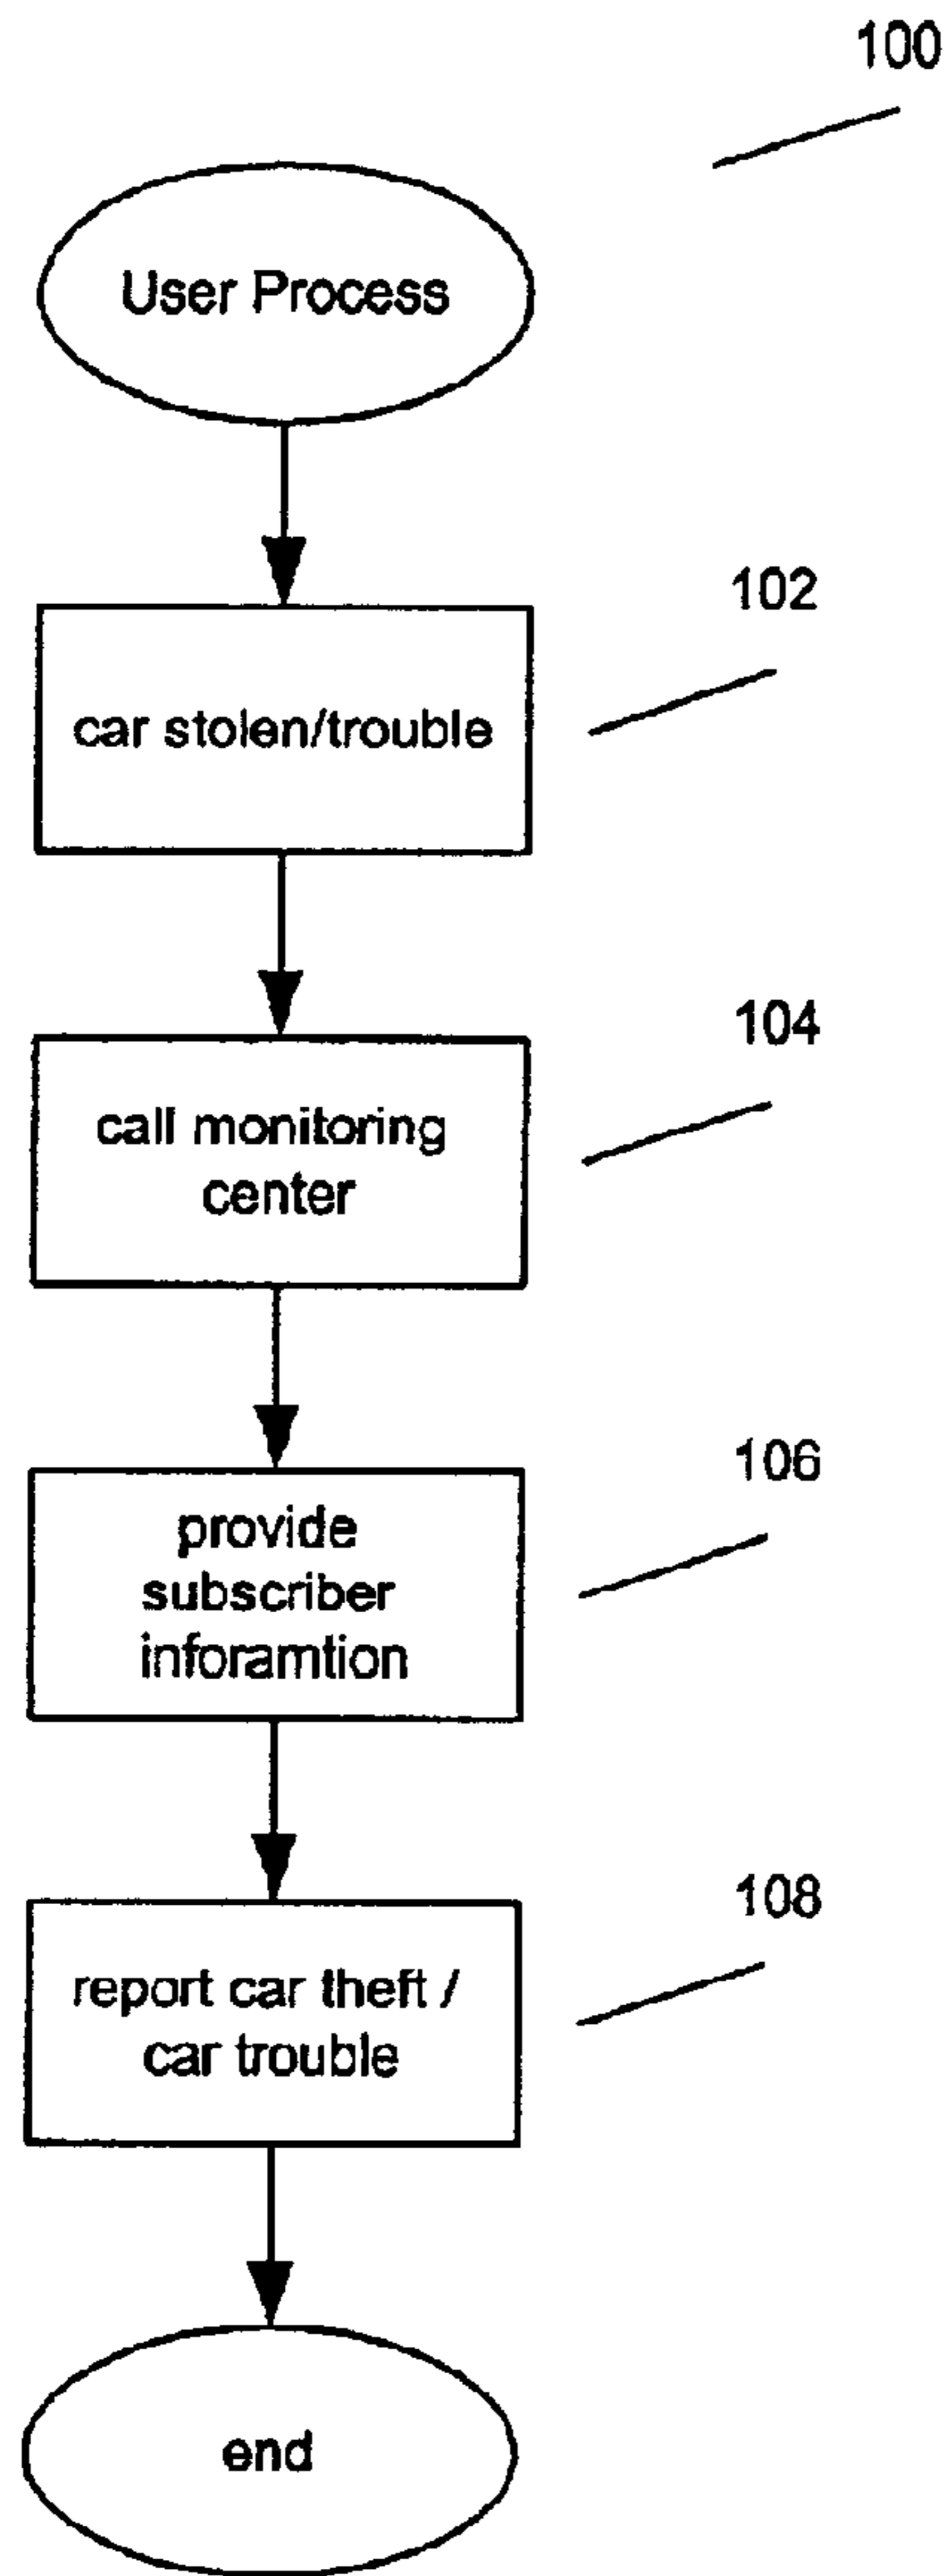 100
User Process
102
car stolen/trouble
104
call monitoring
center
106
provide
subscriber
inforamtion
108
report car theft /
car trouble
end